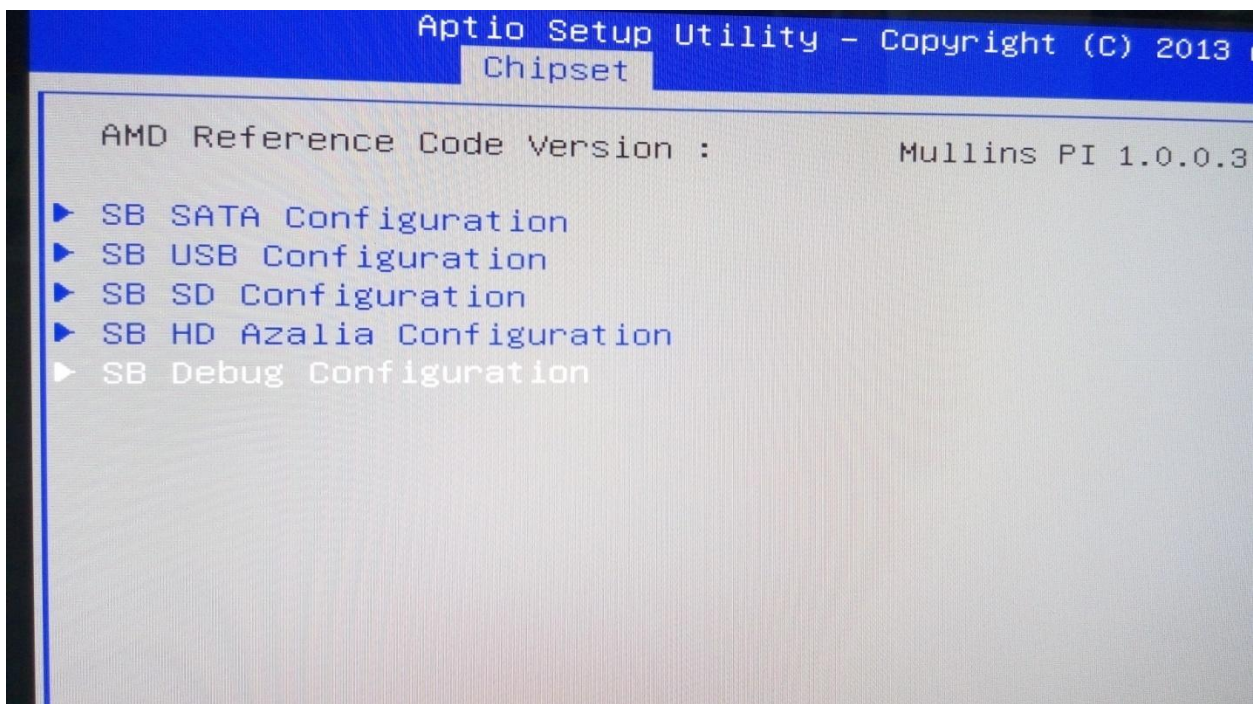 Aptio Setup Utility – Copyright (C) 2013
Chipset
AMD Reference Code Version : Mullins PI 1.0.0.3
▶ SB SATA Configuration
▶ SB USB Configuration
▶ SB SD Configuration
▶ SB HD Azalia Configuration
▶ SB Debug Configuration